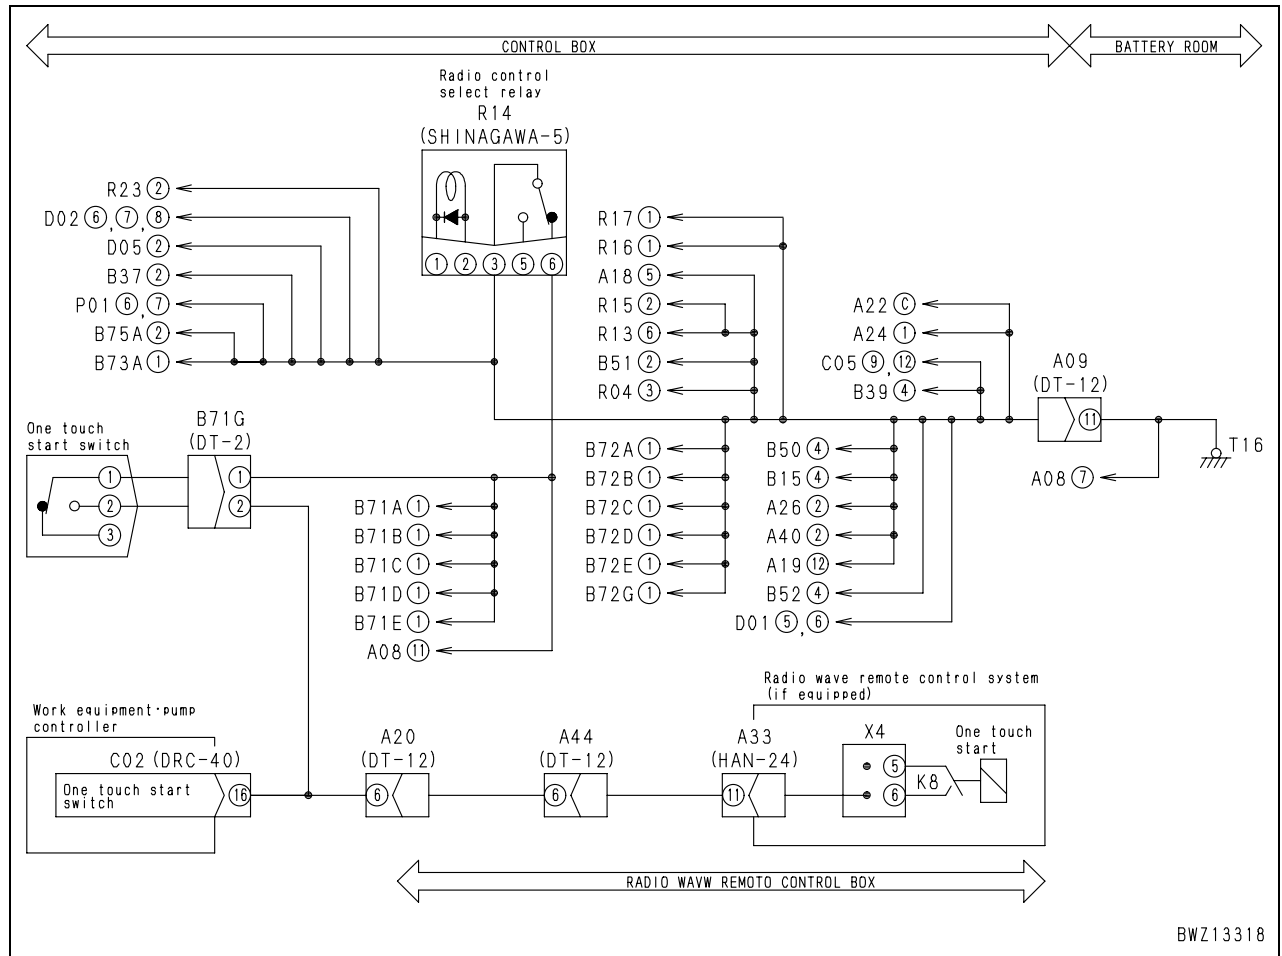 CONTROL BOX
BATTERY ROOM
Radio control
select relay
R14
(SHINAGAWA-5)
1 2 3 5 6
R23 2
D02 6 , 7 , 8
D05 2
B37 2
P01 6 , 7
B75A 2
B73A 1
R17 1
R16 1
A18 5
R15 2
R13 6
B51 2
R04 3
A22 C
A24 1
C05 9 , 12
B39 4
A09
(DT-12)
11
T16
A08 7
One touch
start switch
1
2
3
B71G
(DT-2)
1
2
B71A 1
B71B 1
B71C 1
B71D 1
B71E 1
A08 11
B72A 1
B72B 1
B72C 1
B72D 1
B72E 1
B72G 1
B50 4
B15 4
A26 2
A40 2
A19 12
B52 4
D01 5 , 6
Work equipment·pump
controller
C02 (DRC-40)
One touch start
switch
16
A20
(DT-12)
6
A44
(DT-12)
6
Radio wave remote control system
(if equipped)
A33
(HAN-24)
11
X4
5
6
K8
One touch
start
RADIO WAVW REMOTO CONTROL BOX
BWZ13318